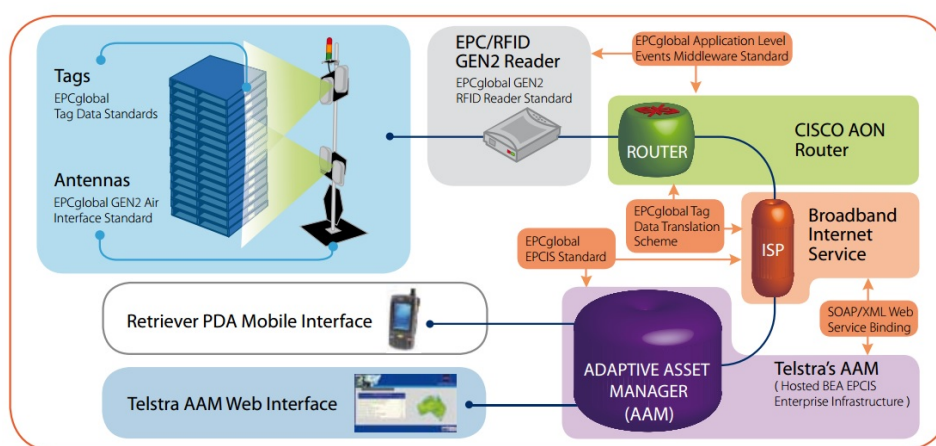 Tags
EPCglobal
Tag Data Standards
Antennas
EPCglobal GEN2 Air
Interface Standard
EPC/RFID
GEN2 Reader
EPCglobal GEN2
RFID Reader Standard
EPCglobal Application Level
Events Middleware Standard
ROUTER
CISCO AON
Router
EPCglobal Tag
Data Translation
Scheme
ISP
Broadband
Internet
Service
EPCglobal
EPCIS Standard
SOAP/XML Web
Service Binding
Retriever PDA Mobile Interface
Telstra AAM Web Interface
ADAPTIVE ASSET
MANAGER
(AAM)
Telstra's AAM
( Hosted BEA EPCIS
Enterprise Infrastructure )